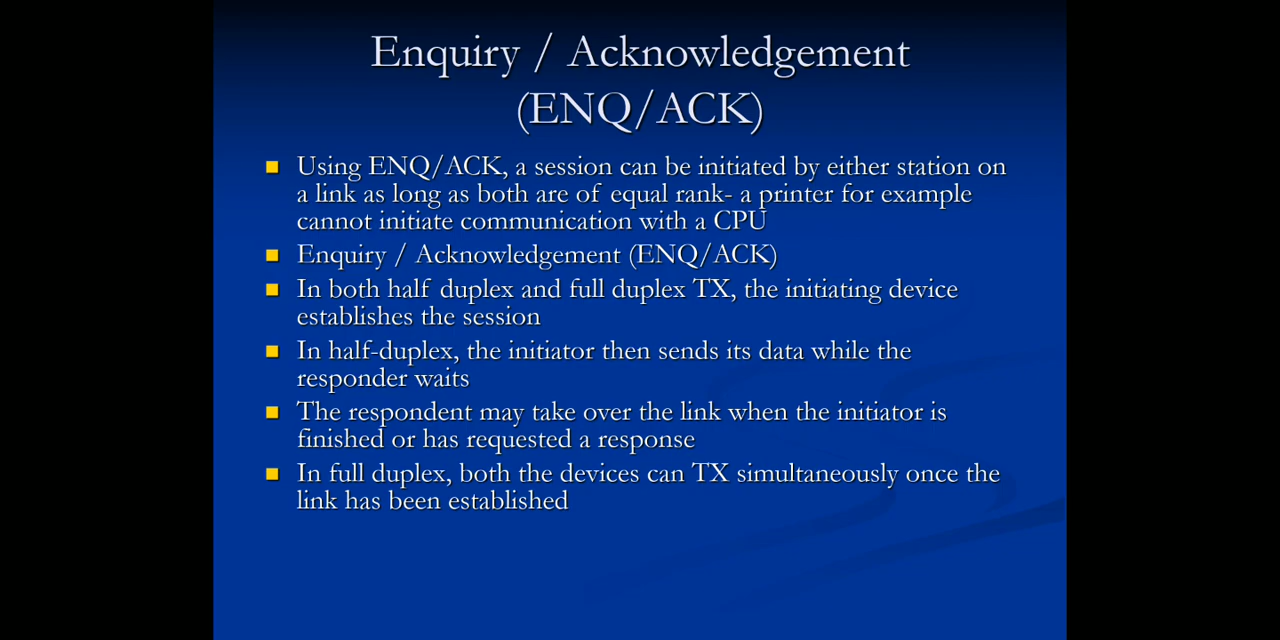 Enquiry / Acknowledgement
(ENQ/ACK)
Using ENQ/ACK, a session can be initiated by either station on
a link as long as both are of equal rank- a printer for example
cannot initiate communication with a CPU
Enquiry / Acknowledgement (ENQ/ACK)
In both half duplex and full duplex TX, the initiating device
establishes the session
In half-duplex, the initiator then sends its data while the
responder waits
The respondent may take over the link when the initiator is
finished or has requested a response
In full duplex, both the devices can TX simultaneously once the
link has been established